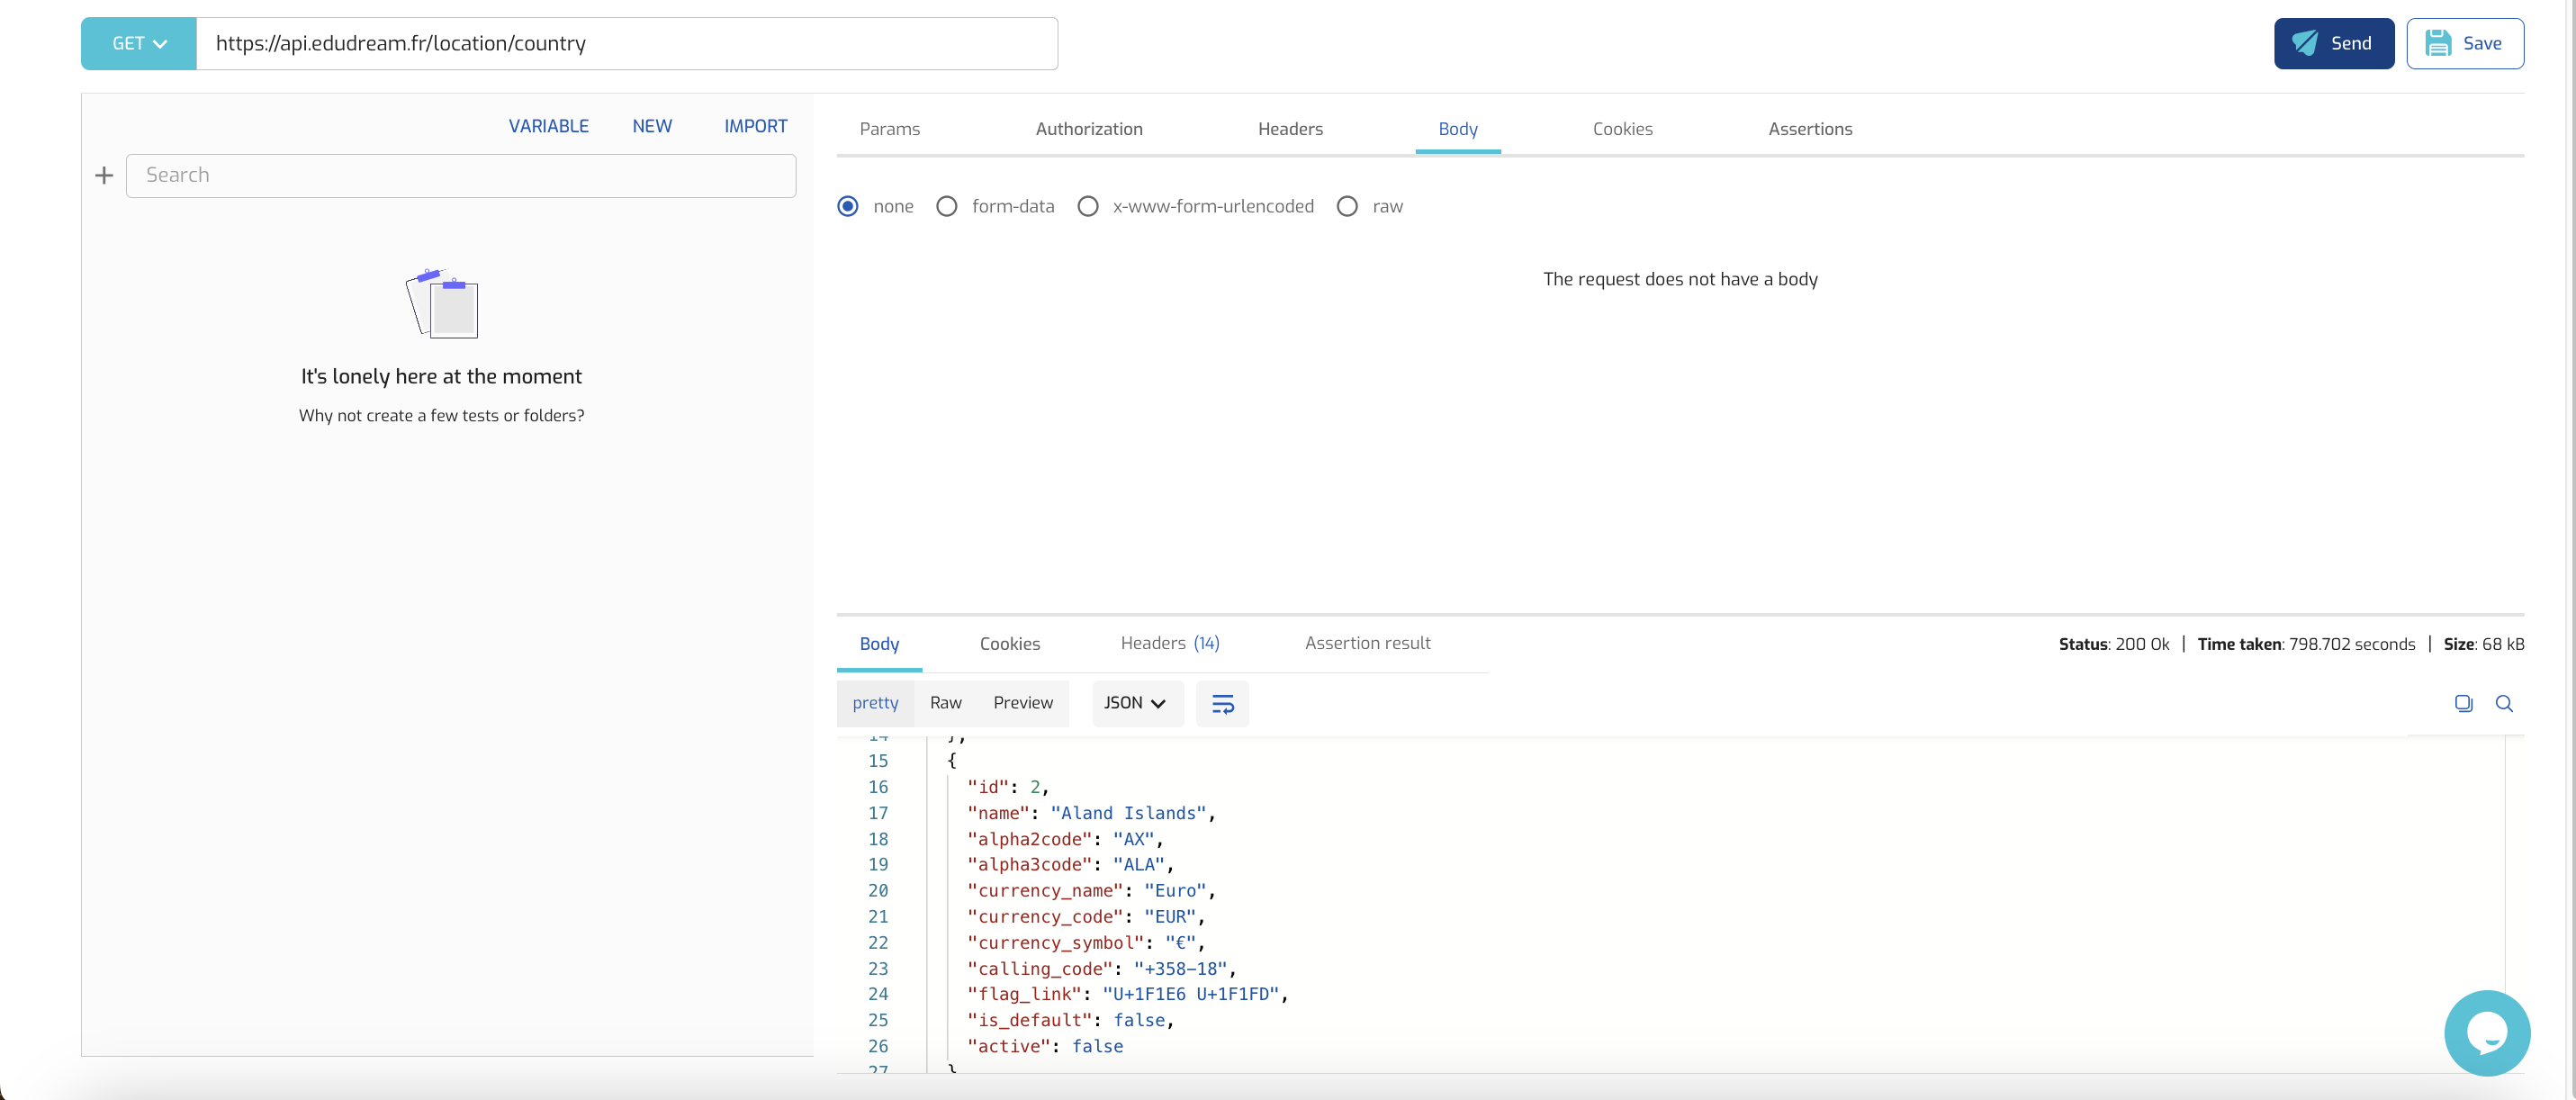 GET
https://api.edudream.fr/location/country
Send
Save
VARIABLE NEW IMPORT
Search
It's lonely here at the moment
Why not create a few tests or folders?
Params Authorization Headers Body Cookies Assertions
none form-data x-www-form-urlencoded raw
The request does not have a body
Body Cookies Headers (14) Assertion result
Status: 200 Ok | Time taken: 798.702 seconds | Size: 68 kB
pretty Raw Preview JSON
14 },
15 {
16 "id": 2,
17 "name": "Aland Islands",
18 "alpha2code": "AX",
19 "alpha3code": "ALA",
20 "currency_name": "Euro",
21 "currency_code": "EUR",
22 "currency_symbol": "€",
23 "calling_code": "+358-18",
24 "flag_link": "U+1F1E6 U+1F1FD",
25 "is_default": false,
26 "active": false
27 }